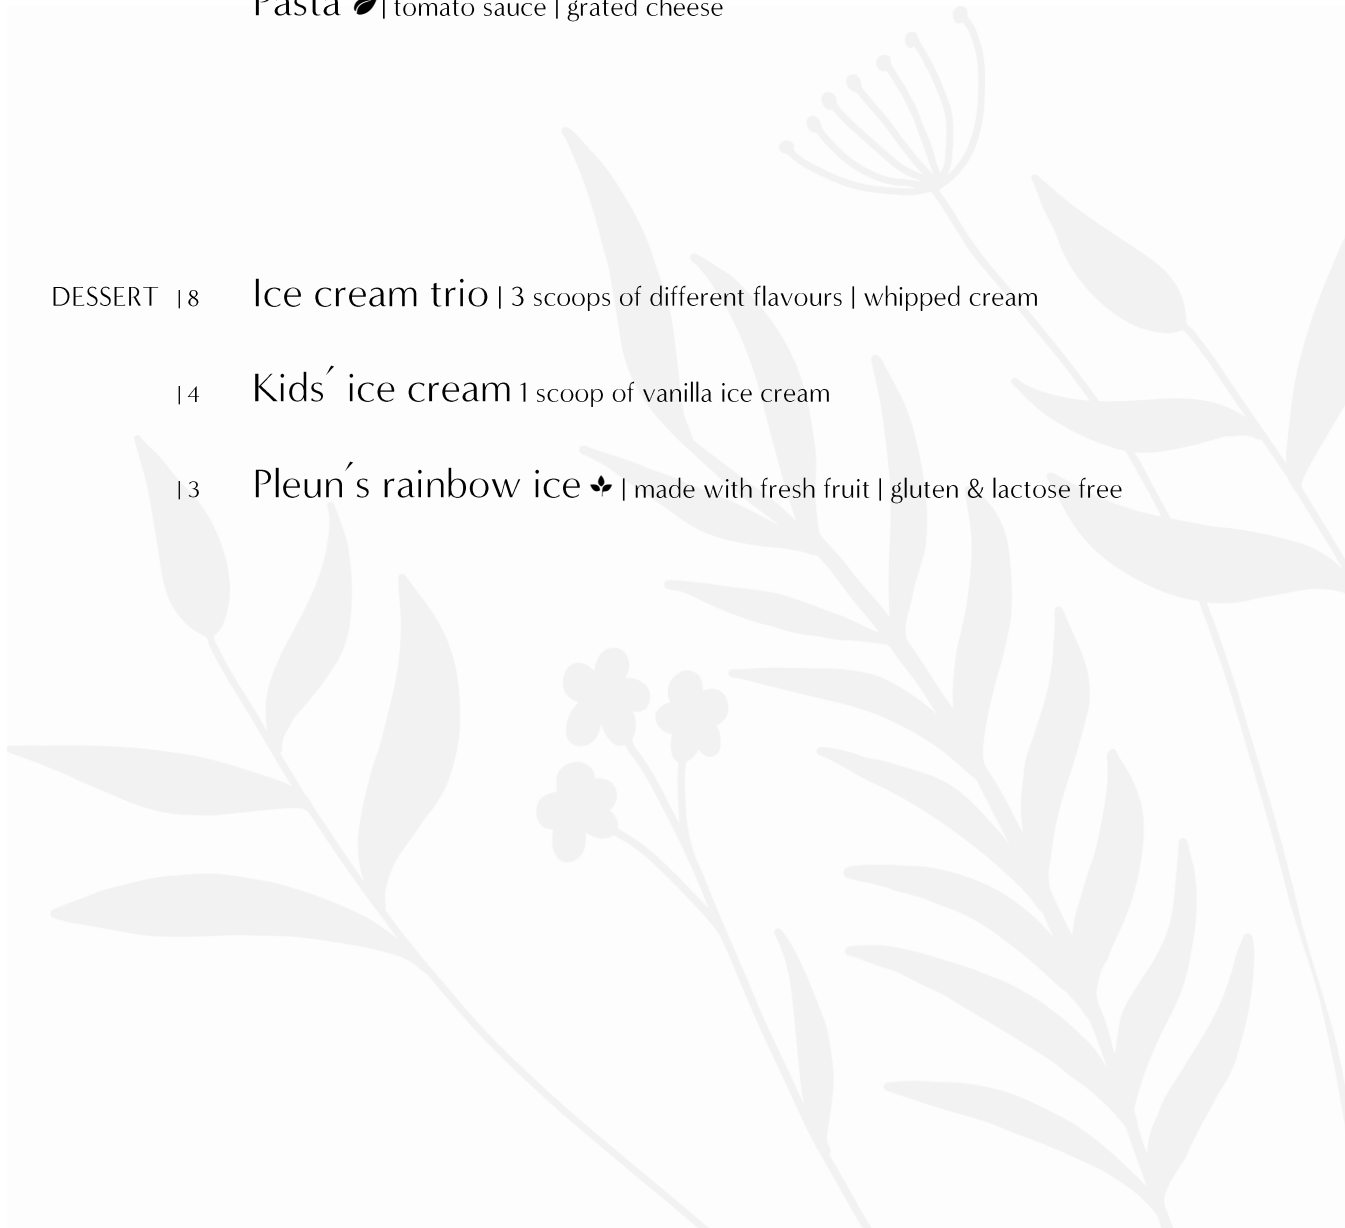 Pasta | tomato sauce | grated cheese
DESSERT | 8 Ice cream trio | 3 scoops of different flavours | whipped cream
| 4 Kids´ ice cream 1 scoop of vanilla ice cream
| 3 Pleun´s rainbow ice | made with fresh fruit | gluten & lactose free